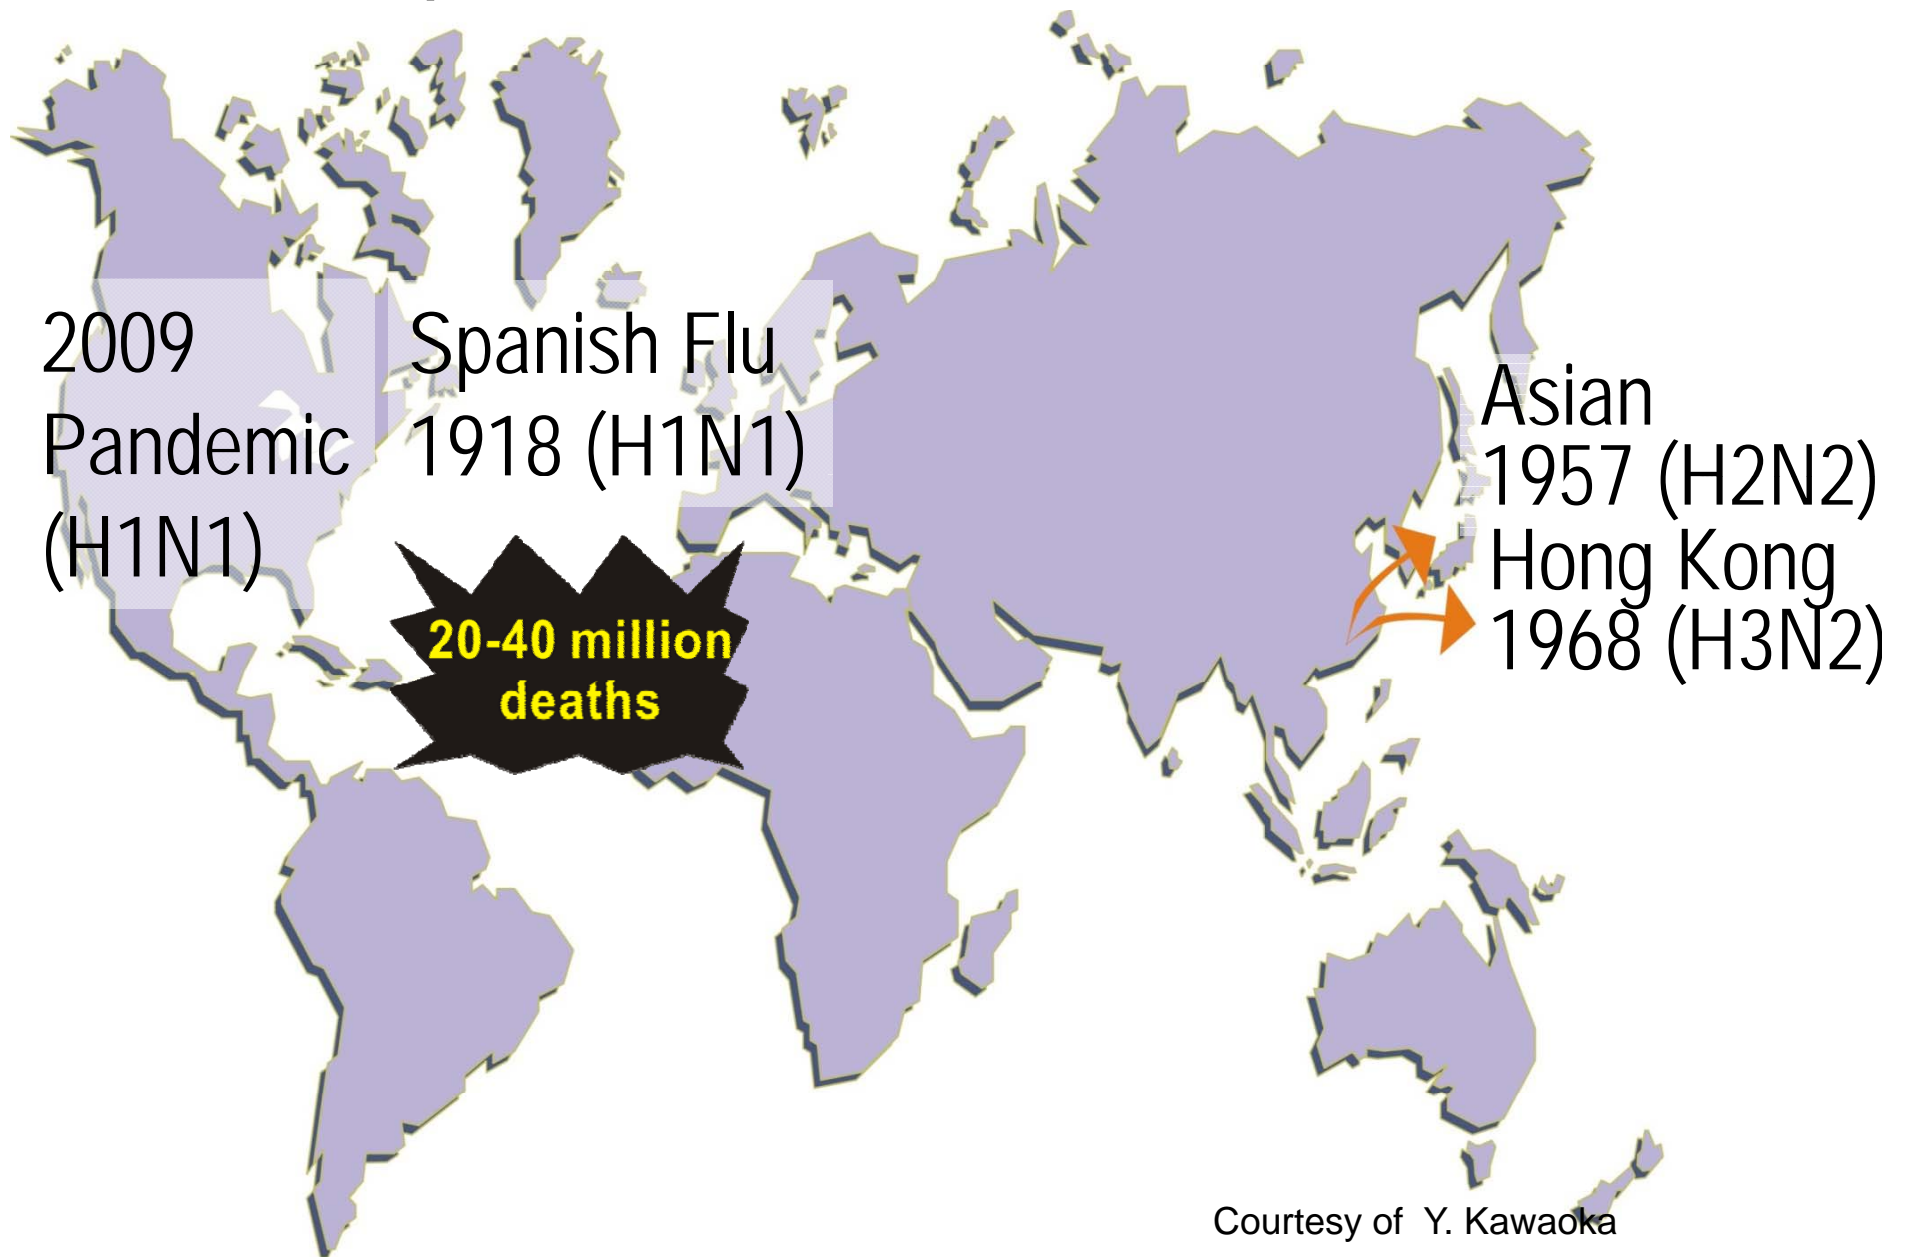 2009
Pandemic
(H1N1)
Spanish Flu
1918 (H1N1)
20-40 million
deaths
Asian
1957 (H2N2)
Hong Kong
1968 (H3N2)
Courtesy of Y. Kawaoka